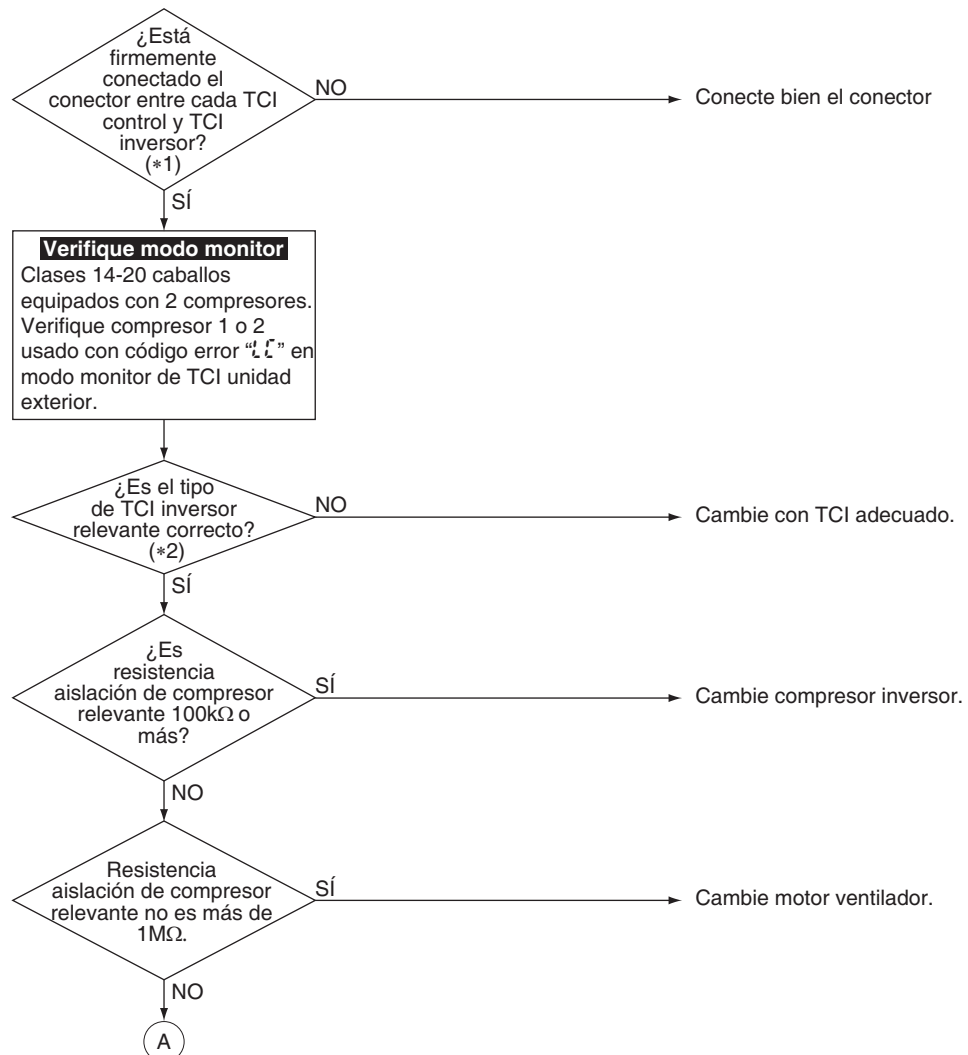 ¿Está
firmemente
conectado el
conector entre cada TCI
control y TCI
inversor?
(*1)
NO
Conecte bien el conector
SÍ
Verifique modo monitor
Clases 14-20 caballos
equipados con 2 compresores.
Verifique compresor 1 o 2
usado con código error “LC” en
modo monitor de TCI unidad
exterior.
¿Es el tipo
de TCI inversor
relevante correcto?
(*2)
NO
Cambie con TCI adecuado.
SÍ
¿Es
resistencia
aislación de compresor
relevante 100kΩ o
más?
SÍ
Cambie compresor inversor.
NO
Resistencia
aislación de compresor
relevante no es más de
1MΩ.
SÍ
Cambie motor ventilador.
NO
A